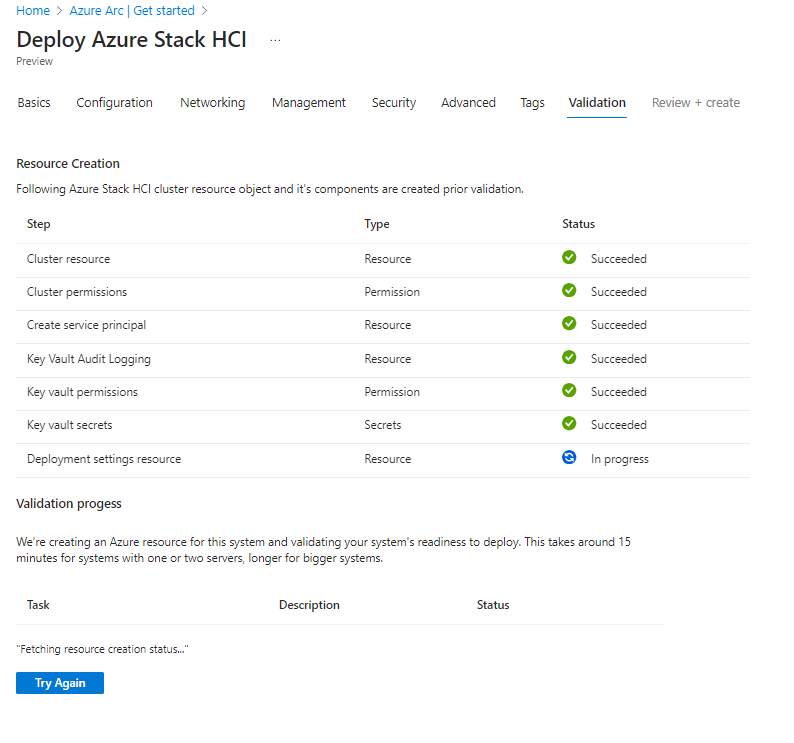 Home > Azure Arc | Get started >
Deploy Azure Stack HCI ...
Preview
Basics Configuration Networking Management Security Advanced Tags Validation Review + create
Resource Creation
Following Azure Stack HCI cluster resource object and it's components are created prior validation.
Step Type Status
Cluster resource Resource Succeeded
Cluster permissions Permission Succeeded
Create service principal Resource Succeeded
Key Vault Audit Logging Resource Succeeded
Key vault permissions Permission Succeeded
Key vault secrets Secrets Succeeded
Deployment settings resource Resource In progress
Validation progess
We're creating an Azure resource for this system and validating your system's readiness to deploy. This takes around 15
minutes for systems with one or two servers, longer for bigger systems.
Task Description Status
"Fetching resource creation status..."
Try Again